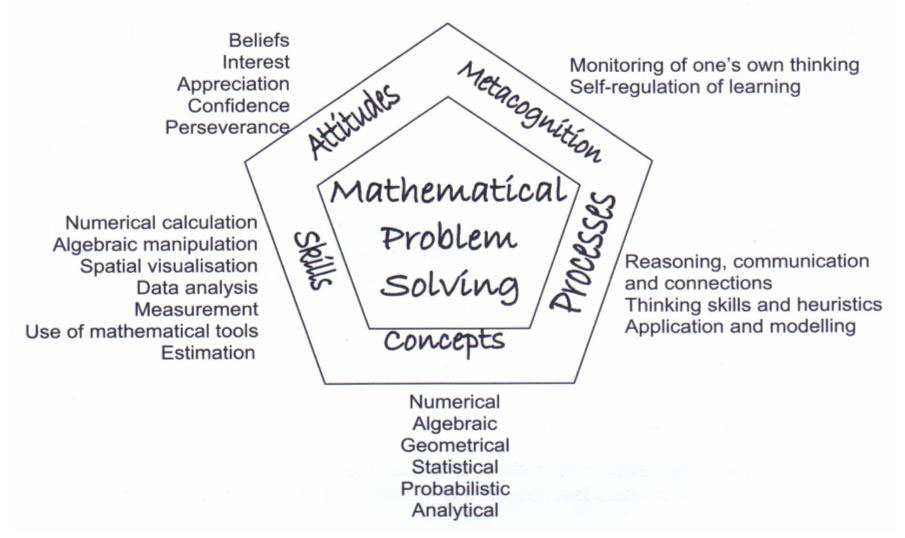 Beliefs
Interest
Appreciation
Confidence
Perseverance
Attitudes
Metacognition
Monitoring of one's own thinking
Self-regulation of learning
Mathematical
Problem
Solving
Numerical calculation
Algebraic manipulation
Spatial visualisation
Data analysis
Measurement
Use of mathematical tools
Estimation
Skills
Processes
Reasoning, communication
and connections
Thinking skills and heuristics
Application and modelling
Concepts
Numerical
Algebraic
Geometrical
Statistical
Probabilistic
Analytical